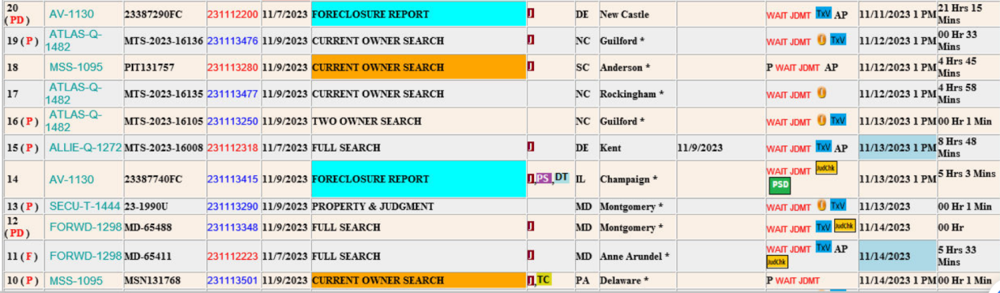 20 (PD) AV-1130 23387290FC 231112200 11/7/2023 FORECLOSURE REPORT J DE New Castle WAIT JDMT TxV AP 11/11/2023 1 PM 21 Hrs 15 Mins
19 (P) ATLAS-Q-1482 MTS-2023-16136 231113476 11/9/2023 CURRENT OWNER SEARCH J NC Guilford * WAIT JDMT TxV 11/12/2023 1 PM 00 Hr 33 Mins
18 MSS-1095 PIT131757 231113280 11/9/2023 CURRENT OWNER SEARCH J SC Anderson * P WAIT JDMT AP 11/12/2023 1 PM 4 Hrs 45 Mins
17 ATLAS-Q-1482 MTS-2023-16135 231113477 11/9/2023 CURRENT OWNER SEARCH NC Rockingham * WAIT JDMT 11/12/2023 1 PM 4 Hrs 58 Mins
16 (P) ATLAS-Q-1482 MTS-2023-16105 231113250 11/9/2023 TWO OWNER SEARCH NC Guilford * WAIT JDMT TxV 11/13/2023 1 PM 00 Hr 1 Min
15 (P) ALLIE-Q-1272 MTS-2023-16008 231112318 11/7/2023 FULL SEARCH J DE Kent 11/9/2023 WAIT JDMT TxV AP 11/13/2023 1 PM 8 Hrs 48 Mins
14 AV-1130 23387740FC 231113415 11/9/2023 FORECLOSURE REPORT J,PS,DT IL Champaign * WAIT JDMT JudChk PSD 11/13/2023 1 PM 5 Hrs 3 Mins
13 (P) SECU-T-1444 23-1990U 231113290 11/9/2023 PROPERTY & JUDGMENT MD Montgomery * WAIT JDMT TxV 11/13/2023 00 Hr 1 Min
12 (PD) FORWD-1298 MD-65488 231113348 11/9/2023 FULL SEARCH J MD Montgomery * WAIT JDMT TxV JudChk 11/14/2023 00 Hr
11 (F) FORWD-1298 MD-65411 231112223 11/7/2023 FULL SEARCH J MD Anne Arundel * WAIT JDMT TxV AP JudChk 11/14/2023 5 Hrs 33 Mins
10 (P) MSS-1095 MSN131768 231113501 11/9/2023 CURRENT OWNER SEARCH J,TC PA Delaware * P WAIT JDMT 11/14/2023 1 PM 00 Hr 1 Min